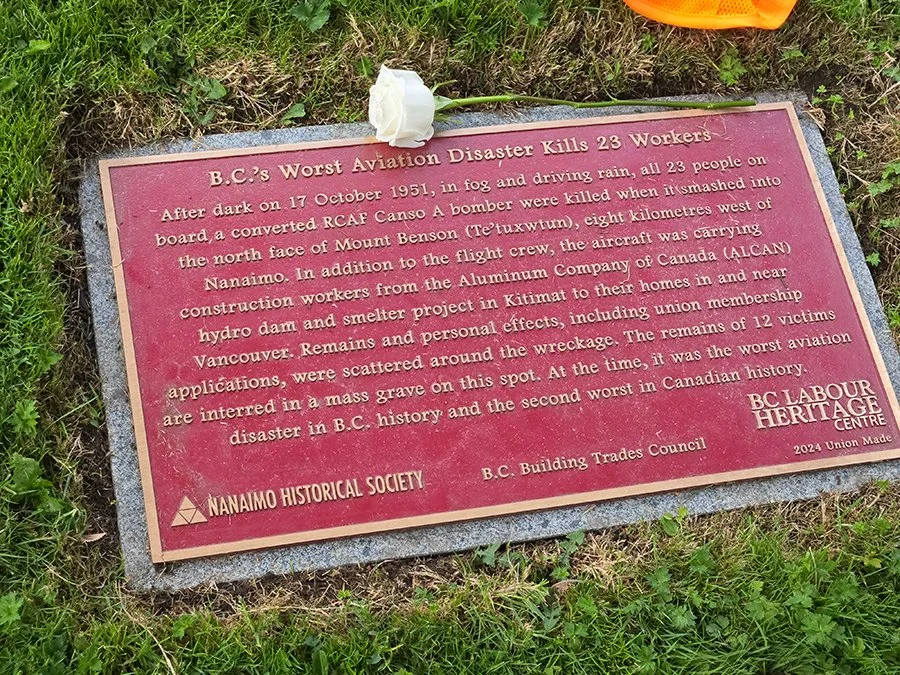 B.C.'s Worst Aviation Disaster Kills 23 Workers
After dark on 17 October 1951, in fog and driving rain, all 23 people on
board a converted RCAF Canso A bomber were killed when it smashed into
the north face of Mount Benson (Te'tuxwtun), eight kilometres west of
Nanaimo. In addition to the flight crew, the aircraft was carrying
construction workers from the Aluminum Company of Canada (ALCAN)
hydro dam and smelter project in Kitimat to their homes in and near
Vancouver. Remains and personal effects, including union membership
applications, were scattered around the wreckage. The remains of 12 victims
are interred in a mass grave on this spot. At the time, it was the worst aviation
disaster in B.C. history and the second worst in Canadian history.
NANAIMO HISTORICAL SOCIETY
B.C. Building Trades Council
BC LABOUR
HERITAGE
CENTRE
2024 Union Made